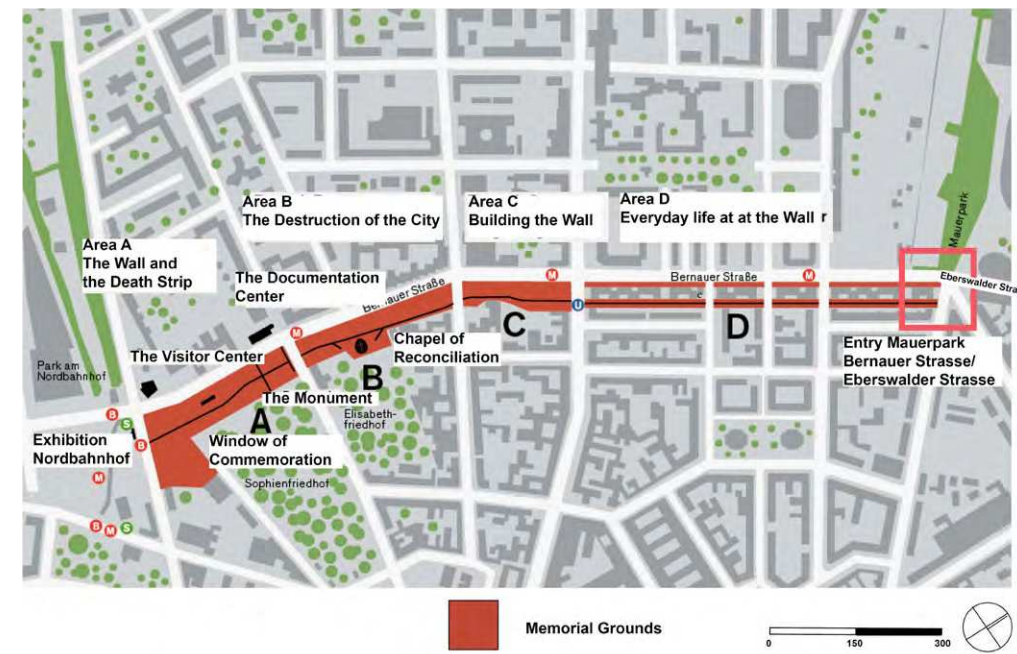 Area B
The Destruction of the City
Area C
Building the Wall
Area D
Everyday life at at the Wall r
Mauerpark
Area A
The Wall and
the Death Strip
The Documentation
Center
Bernauer Straße
M
Bernauer Straße
M
Eberswalder Stra
M
U
C
D
Chapel of
Reconciliation
Entry Mauerpark
Bernauer Strasse/
Eberswalder Strasse
The Visitor Center
Park am
Nordbahnhof
B
The Monument
A
Elisabeth-
friedhof
B
S
B
Exhibition
Nordbahnhof
Window of
Commemoration
M
Sophienfriedhof
B
M
S
Memorial Grounds
0
150
300